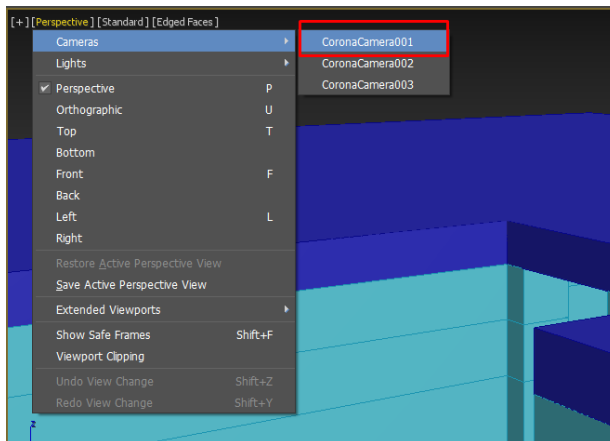 [+] [Perspective] [Standard] [Edged Faces]
Cameras
CoronaCamera001
CoronaCamera002
CoronaCamera003
Lights
Perspective P
Orthographic U
Top T
Bottom
Front F
Back
Left L
Right
Restore Active Perspective View
Save Active Perspective View
Extended Viewports
Show Safe Frames Shift+F
Viewport Clipping
Undo View Change Shift+Z
Redo View Change Shift+Y
z